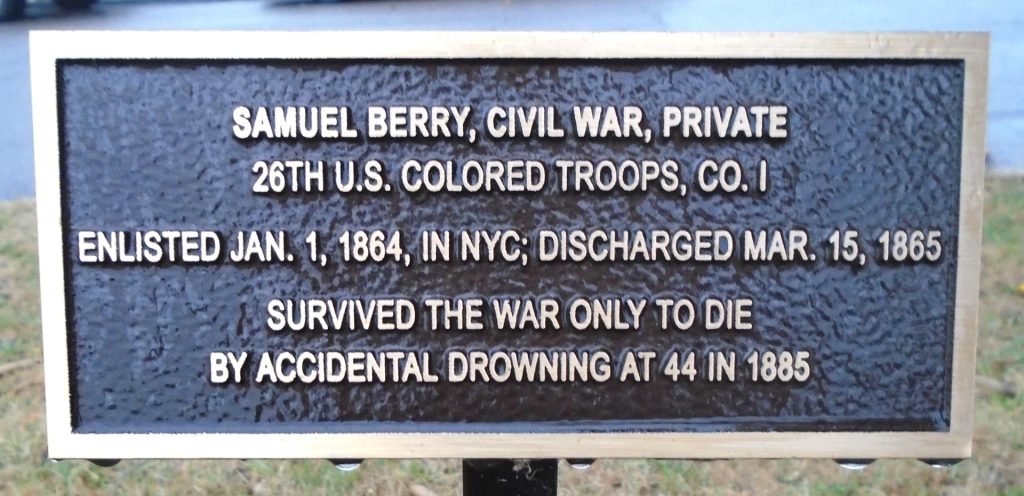 SAMUEL BERRY, CIVIL WAR, PRIVATE
26TH U.S. COLORED TROOPS, CO. I
ENLISTED JAN. 1, 1864, IN NYC; DISCHARGED MAR. 15, 1865
SURVIVED THE WAR ONLY TO DIE
BY ACCIDENTAL DROWNING AT 44 IN 1885